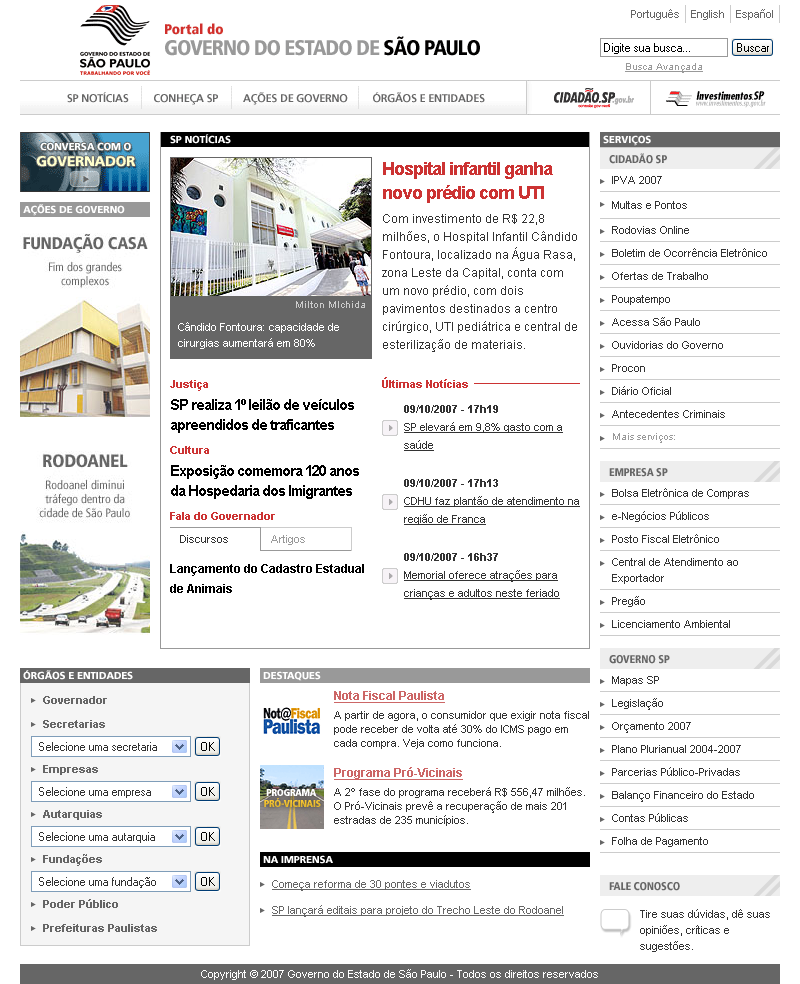 Português English Español
GOVERNO DO ESTADO DE
SÃO PAULO
TRABALHANDO POR VOCÊ
Portal do
GOVERNO DO ESTADO DE SÃO PAULO
Digite sua busca... Buscar
Busca Avançada
SP NOTÍCIAS CONHEÇA SP AÇÕES DE GOVERNO ÓRGÃOS E ENTIDADES CIDADÃO.SP.gov.br Investimentos.SP
www.investimentos.sp.gov.br
CONVERSA COM O
GOVERNADOR
AÇÕES DE GOVERNO
FUNDAÇÃO CASA
Fim dos grandes
complexos
RODOANEL
Rodoanel diminui
tráfego dentro da
cidade de São Paulo
SP NOTÍCIAS
Milton MIchida
Cândido Fontoura: capacidade de
cirurgias aumentará em 80%
Hospital infantil ganha
novo prédio com UTI
Com investimento de R$ 22,8
milhões, o Hospital Infantil Cândido
Fontoura, localizado na Água Rasa,
zona Leste da Capital, conta com
um novo prédio, com dois
pavimentos destinados a centro
cirúrgico, UTI pediátrica e central de
esterilização de materiais.
Justiça
SP realiza 1º leilão de veículos
apreendidos de traficantes
Cultura
Exposição comemora 120 anos
da Hospedaria dos Imigrantes
Fala do Governador
Discursos Artigos
Lançamento do Cadastro Estadual
de Animais
Últimas Notícias
09/10/2007 - 17h19
SP elevará em 9,8% gasto com a
saúde
09/10/2007 - 17h13
CDHU faz plantão de atendimento na
região de Franca
09/10/2007 - 16h37
Memorial oferece atrações para
crianças e adultos neste feriado
SERVIÇOS
CIDADÃO SP
IPVA 2007
Multas e Pontos
Rodovias Online
Boletim de Ocorrência Eletrônico
Ofertas de Trabalho
Poupatempo
Acessa São Paulo
Ouvidorias do Governo
Procon
Diário Oficial
Antecedentes Criminais
Mais serviços:
EMPRESA SP
Bolsa Eletrônica de Compras
e-Negócios Públicos
Posto Fiscal Eletrônico
Central de Atendimento ao
Exportador
Pregão
Licenciamento Ambiental
GOVERNO SP
Mapas SP
Legislação
Orçamento 2007
Plano Plurianual 2004-2007
Parcerias Público-Privadas
Balanço Financeiro do Estado
Contas Públicas
Folha de Pagamento
FALE CONOSCO
Tire suas dúvidas, dê suas
opiniões, críticas e
sugestões.
ÓRGÃOS E ENTIDADES
Governador
Secretarias
Selecione uma secretaria OK
Empresas
Selecione uma empresa OK
Autarquias
Selecione uma autarquia OK
Fundações
Selecione uma fundação OK
Poder Público
Prefeituras Paulistas
DESTAQUES
Not@Fiscal
Paulista
Nota Fiscal Paulista
A partir de agora, o consumidor que exigir nota fiscal
pode receber de volta até 30% do ICMS pago em
cada compra. Veja como funciona.
PROGRAMA
PRÓ-VICINAIS
Programa Pró-Vicinais
A 2ª fase do programa receberá R$ 556,47 milhões.
O Pró-Vicinais prevê a recuperação de mais 201
estradas de 235 municípios.
NA IMPRENSA
Começa reforma de 30 pontes e viadutos
SP lançará editais para projeto do Trecho Leste do Rodoanel
Copyright © 2007 Governo do Estado de São Paulo - Todos os direitos reservados